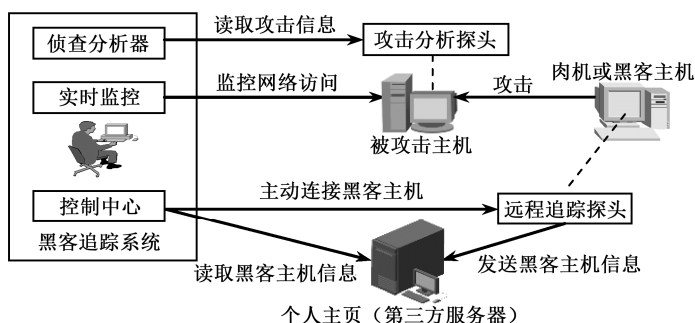 侦查分析器
读取攻击信息
攻击分析探头
实时监控
监控网络访问
攻击
肉机或黑客主机
被攻击主机
控制中心
主动连接黑客主机
远程追踪探头
黑客追踪系统
读取黑客主机信息
发送黑客主机信息
个人主页（第三方服务器）